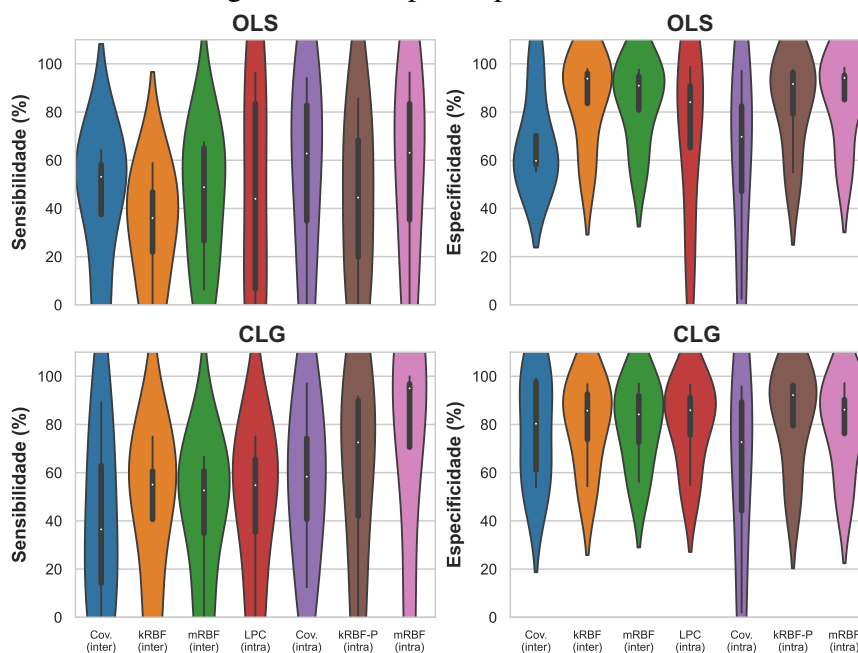 OLS
OLS
Sensibilidade (%)
100
80
60
40
20
0
Especificidade (%)
100
80
60
40
20
0
CLG
CLG
Sensibilidade (%)
100
80
60
40
20
0
Especificidade (%)
100
80
60
40
20
0
Cov. (inter)
kRBF (inter)
mRBF (inter)
LPC (intra)
Cov. (intra)
kRBF-P (intra)
mRBF (intra)
Cov. (inter)
kRBF (inter)
mRBF (inter)
LPC (intra)
Cov. (intra)
kRBF-P (intra)
mRBF (intra)